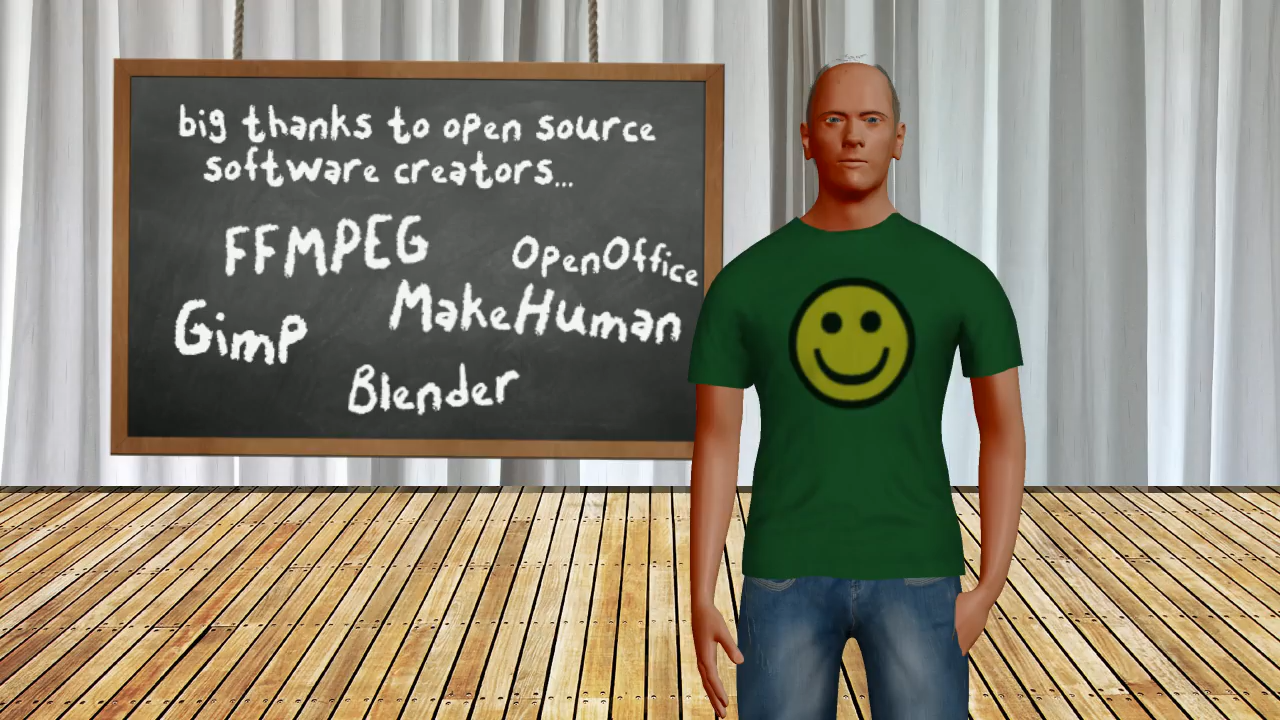 big thanks to open source
software creators...
FFMPEG
OpenOffice
Gimp
MakeHuman
Blender